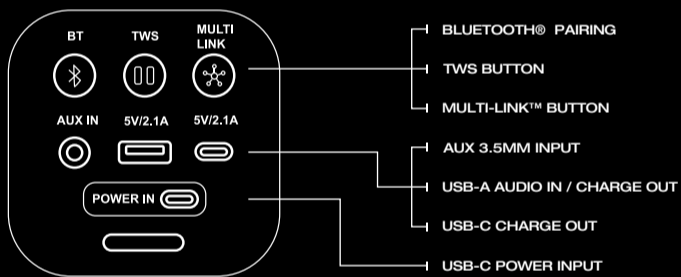 BT TWS MULTI LINK
AUX IN 5V/2.1A 5V/2.1A
POWER IN
BLUETOOTH® PAIRING
TWS BUTTON
MULTI-LINK™ BUTTON
AUX 3.5MM INPUT
USB-A AUDIO IN / CHARGE OUT
USB-C CHARGE OUT
USB-C POWER INPUT